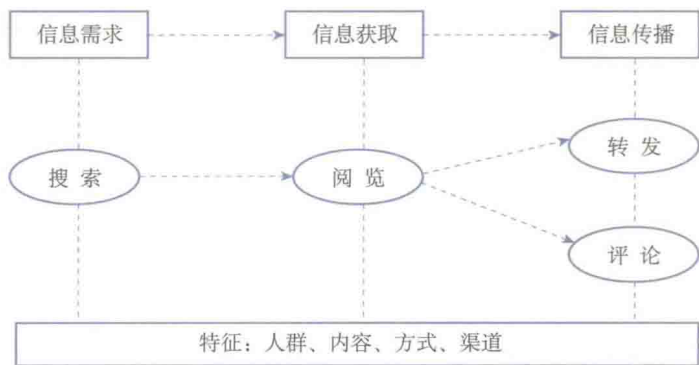 信息需求
信息获取
信息传播
搜 索
阅 览
转 发
评 论
特征：人群、内容、方式、渠道